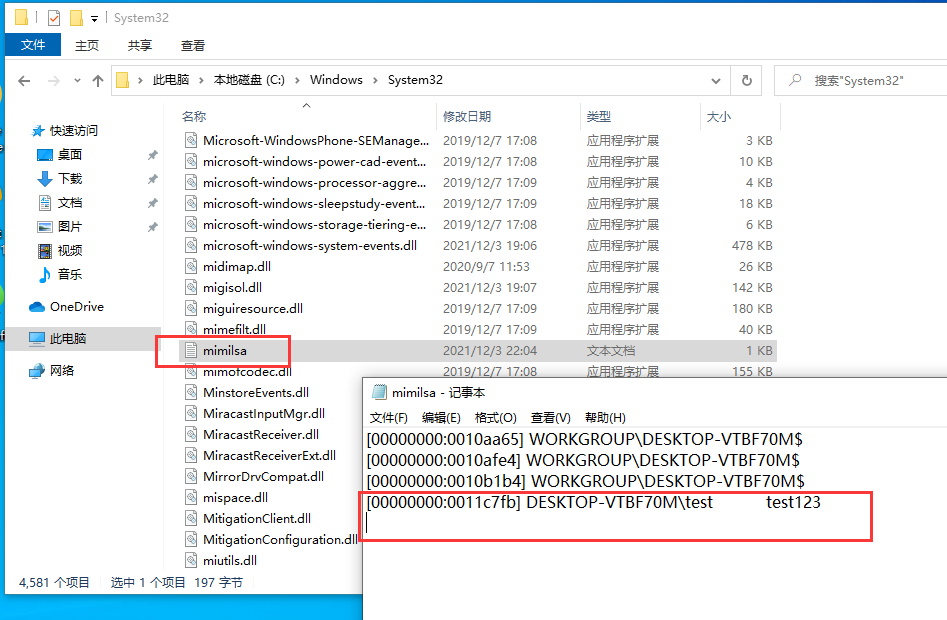 System32
文件 主页 共享 查看
此电脑 本地磁盘 (C:) Windows System32
搜索"System32"
名称 修改日期 类型 大小
快速访问
桌面
下载
文档
图片
视频
音乐
OneDrive
此电脑
网络
Microsoft-WindowsPhone-SEManage... 2019/12/7 17:08 应用程序扩展 3 KB
microsoft-windows-power-cad-event... 2019/12/7 17:08 应用程序扩展 10 KB
microsoft-windows-processor-aggre... 2019/12/7 17:09 应用程序扩展 4 KB
microsoft-windows-sleepstudy-event... 2019/12/7 17:09 应用程序扩展 18 KB
microsoft-windows-storage-tiering-e... 2019/12/7 17:08 应用程序扩展 6 KB
microsoft-windows-system-events.dll 2021/12/3 19:06 应用程序扩展 478 KB
midimap.dll 2020/9/7 11:53 应用程序扩展 26 KB
migisol.dll 2021/12/3 19:07 应用程序扩展 142 KB
miguiresource.dll 2019/12/7 17:09 应用程序扩展 180 KB
mimefilt.dll 2019/12/7 17:09 应用程序扩展 40 KB
mimilsa 2021/12/3 22:04 文本文档 1 KB
mimofcodec.dll 2019/12/7 17:08 应用程序扩展 155 KB
MinstoreEvents.dll
MiracastInputMgr.dll
MiracastReceiver.dll
MiracastReceiverExt.dll
MirrorDrvCompat.dll
mispace.dll
MitigationClient.dll
MitigationConfiguration.dll
miutils.dll
4,581 个项目 选中 1 个项目 197 字节
mimilsa - 记事本
文件(F) 编辑(E) 格式(O) 查看(V) 帮助(H)
[00000000:0010aa65] WORKGROUP\DESKTOP-VTBF70M$
[00000000:0010afe4] WORKGROUP\DESKTOP-VTBF70M$
[00000000:0010b1b4] WORKGROUP\DESKTOP-VTBF70M$
[00000000:0011c7fb] DESKTOP-VTBF70M\test test123